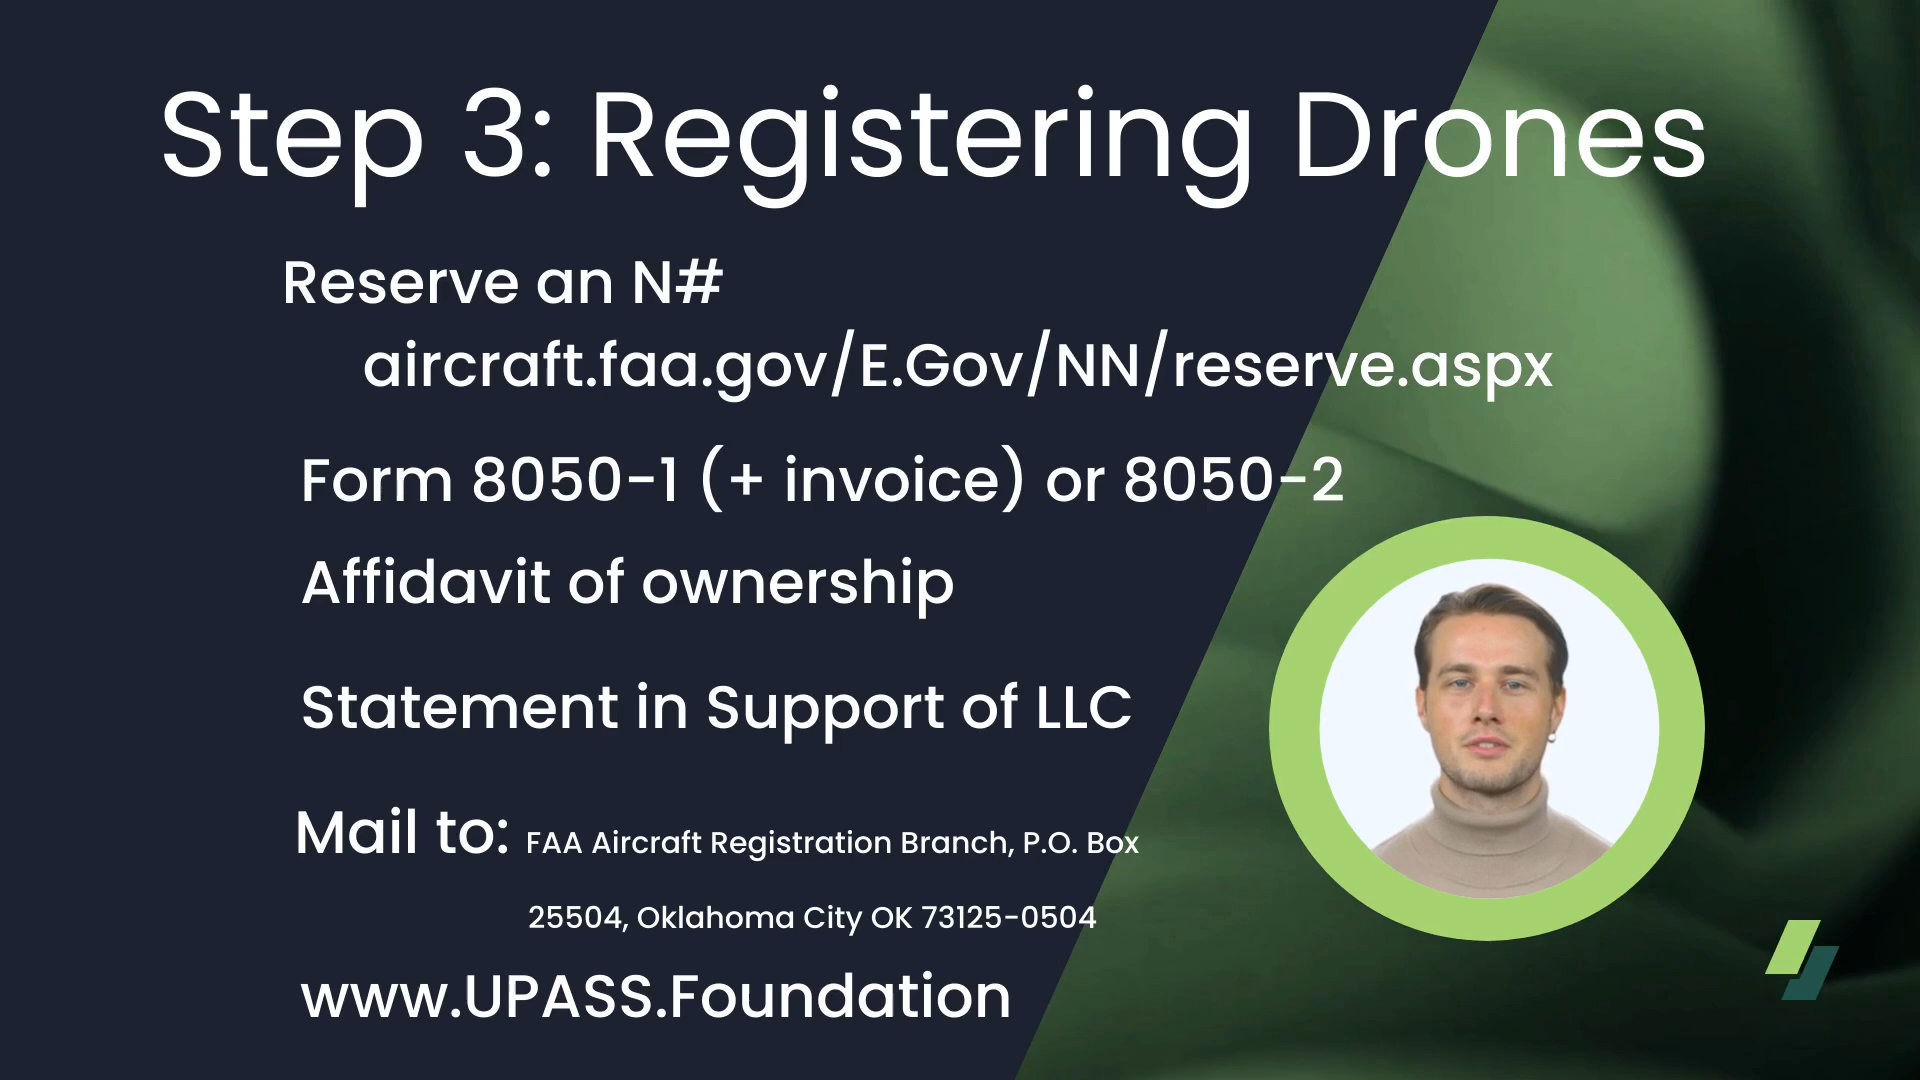 Step 3: Registering Drones
Reserve an N#
aircraft.faa.gov/E.Gov/NN/reserve.aspx
Form 8050-1 (+ invoice) or 8050-2
Affidavit of ownership
Statement in Support of LLC
Mail to: FAA Aircraft Registration Branch, P.O. Box
25504, Oklahoma City OK 73125-0504
www.UPASS.Foundation